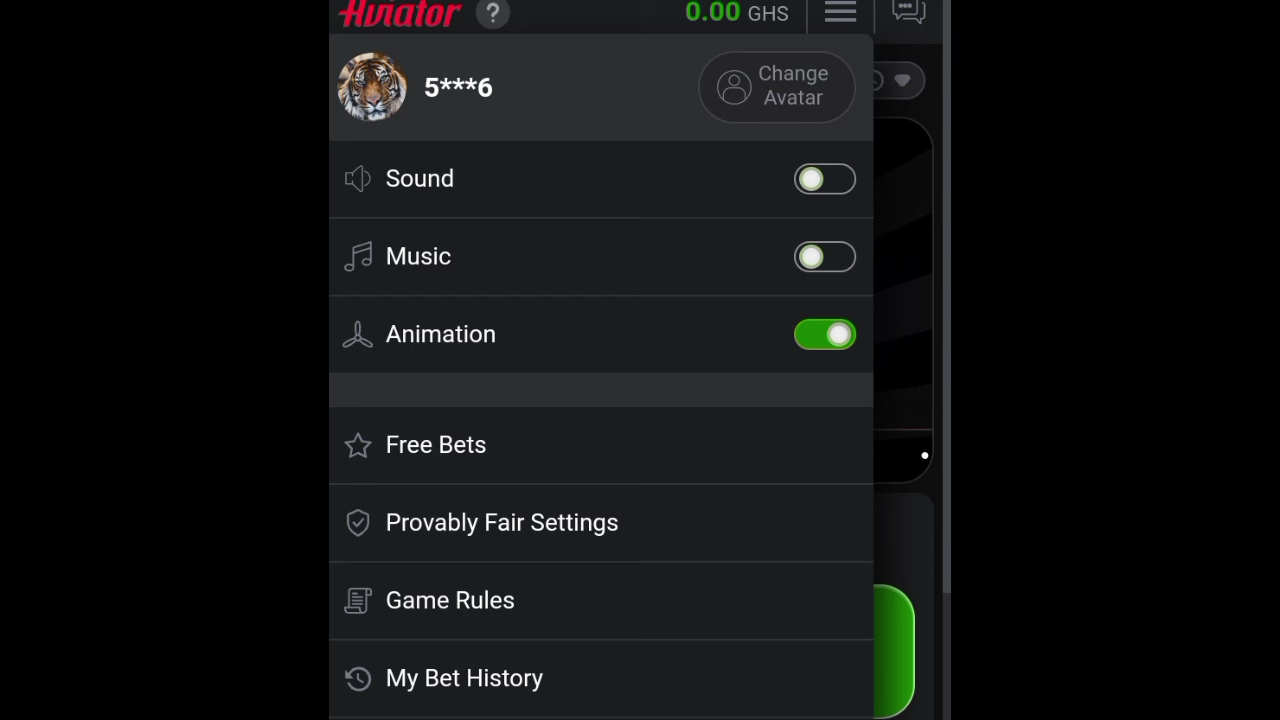 Aviator ? 0.00 GHS
5***6
Change
Avatar
Sound
Music
Animation
Free Bets
Provably Fair Settings
Game Rules
My Bet History